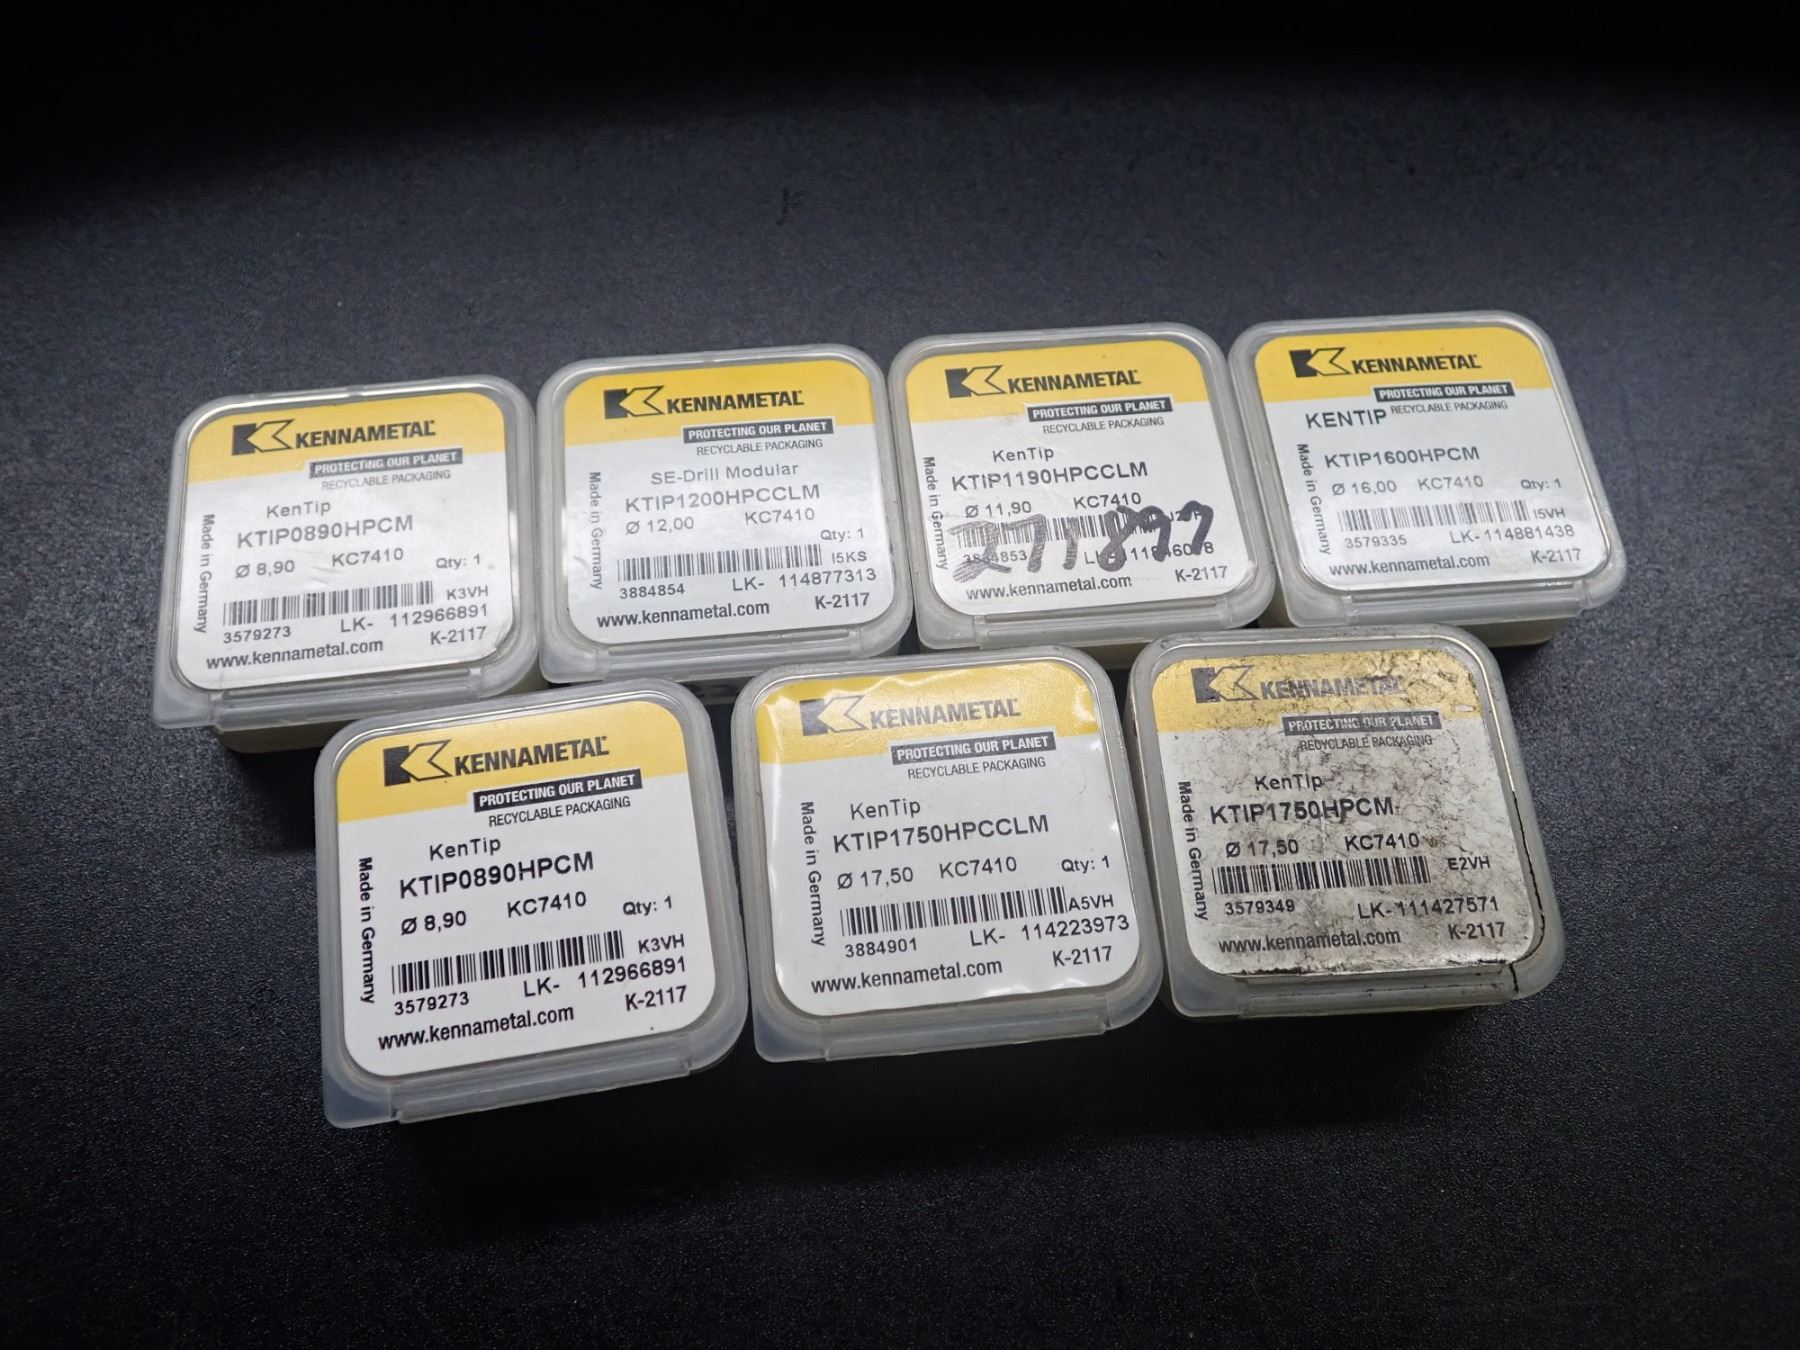 KENNAMETAL
PROTECTING OUR PLANET
RECYCLABLE PACKAGING
KenTip
KTIP0890HPCM
Ø 8,90 KC7410 Qty: 1
K3VH
3579273 LK- 112966891
www.kennametal.com K-2117
Made in Germany
KENNAMETAL
PROTECTING OUR PLANET
RECYCLABLE PACKAGING
SE-Drill Modular
KTIP1200HPCCLM
Ø 12,00 KC7410
Qty: 1
I5KS
3884854 LK- 114877313
www.kennametal.com K-2117
Made in Germany
KENNAMETAL
PROTECTING OUR PLANET
RECYCLABLE PACKAGING
KenTip
KTIP1190HPCCLM
Ø 11,90 KC7410
271897
www.kennametal.com K-2117
Made in Germany
KENNAMETAL
PROTECTING OUR PLANET
KENTIP RECYCLABLE PACKAGING
KTIP1600HPCM
Ø 16,00 KC7410 Qty: 1
I5VH
3579335 LK- 114881438
www.kennametal.com K-2117
Made in Germany
KENNAMETAL
PROTECTING OUR PLANET
RECYCLABLE PACKAGING
KenTip
KTIP0890HPCM
Ø 8,90 KC7410 Qty: 1
K3VH
3579273 LK- 112966891
www.kennametal.com K-2117
Made in Germany
KENNAMETAL
PROTECTING OUR PLANET
RECYCLABLE PACKAGING
KenTip
KTIP1750HPCCLM
Ø 17,50 KC7410 Qty: 1
A5VH
3884901 LK- 114223973
www.kennametal.com K-2117
Made in Germany
KENNAMETAL
PROTECTING OUR PLANET
RECYCLABLE PACKAGING
KenTip
KTIP1750HPCM
Ø 17,50 KC7410
E2VH
3579349 LK- 111427571
www.kennametal.com K-2117
Made in Germany